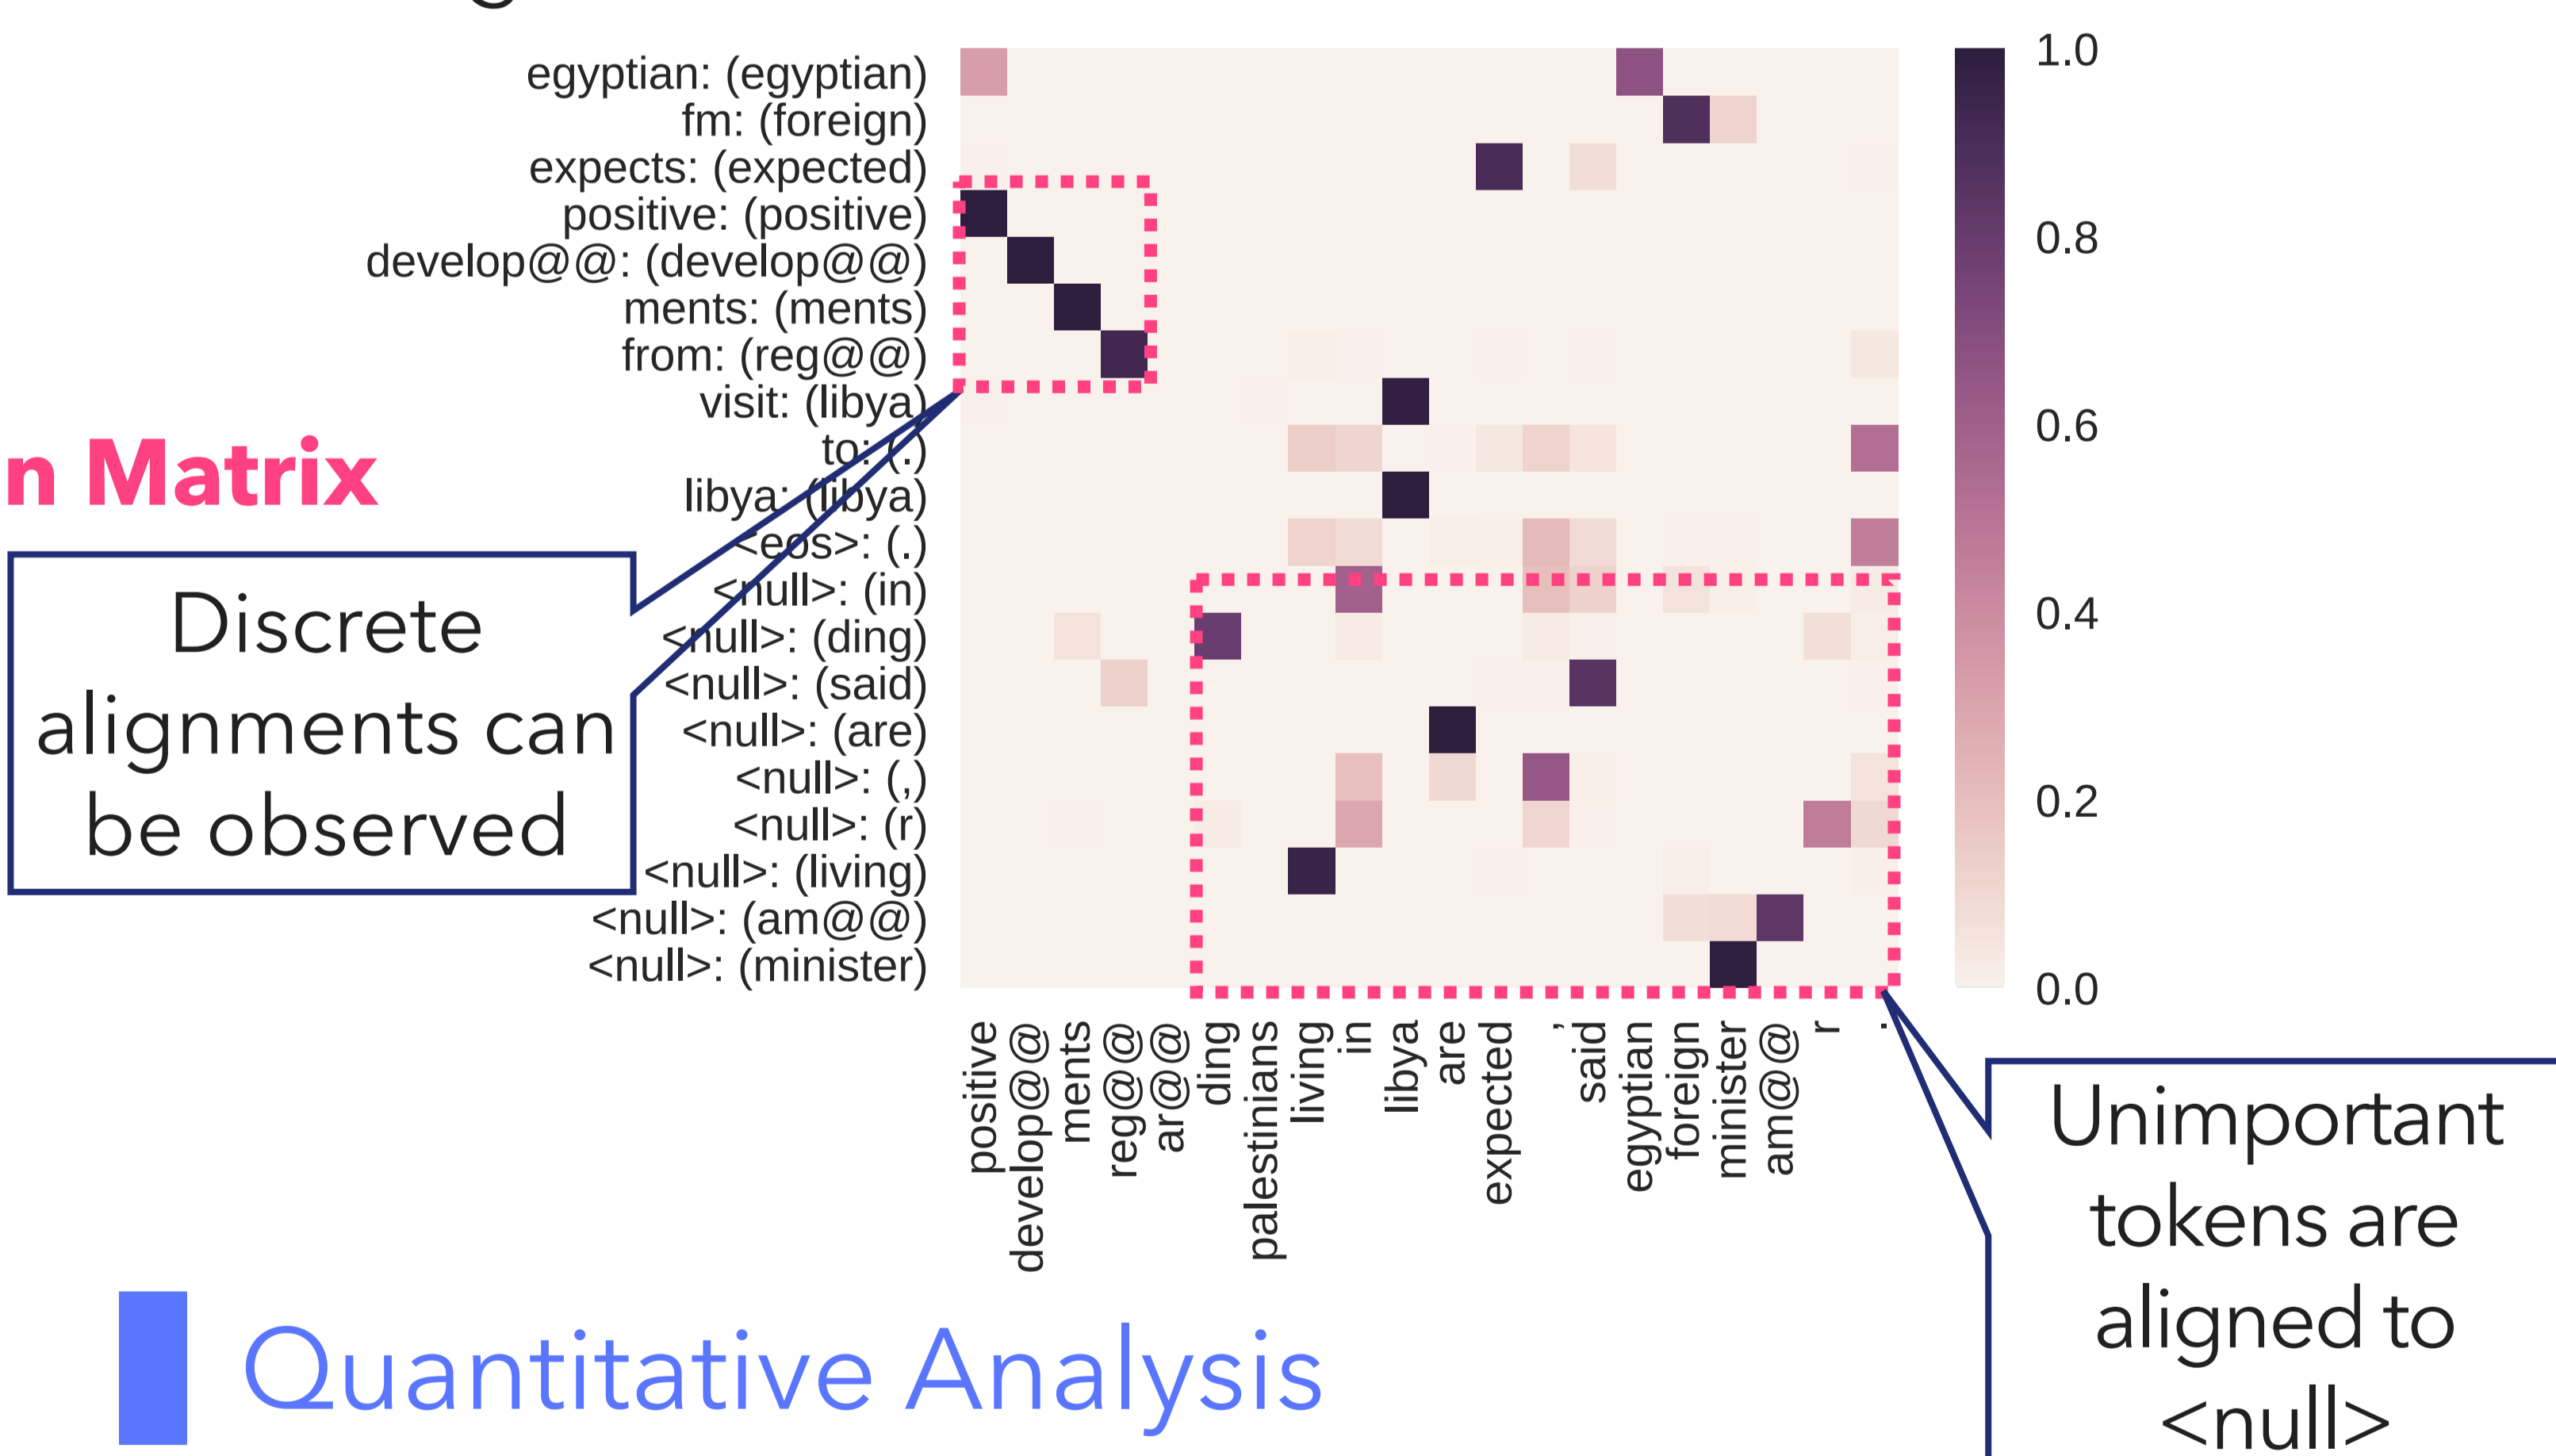 egyptian: (egyptian)
fm: (foreign)
expects: (expected)
positive: (positive)
develop@@: (develop@@)
ments: (ments)
from: (reg@@)
visit: (libya)
to: (.)
libya: (libya)
<eos>: (.)
<null>: (in)
<null>: (ding)
<null>: (said)
<null>: (are)
<null>: (,)
<null>: (r)
<null>: (living)
<null>: (am@@)
<null>: (minister)
1.0
0.8
0.6
0.4
0.2
0.0
n Matrix
Discrete
alignments can
be observed
positive
develop@@
ments
reg@@
ar@@
ding
palestinians
living
in
libya
are
expected
,
said
egyptian
foreign
minister
am@@
r
.
Unimportant
tokens are
aligned to
<null>
Quantitative Analysis